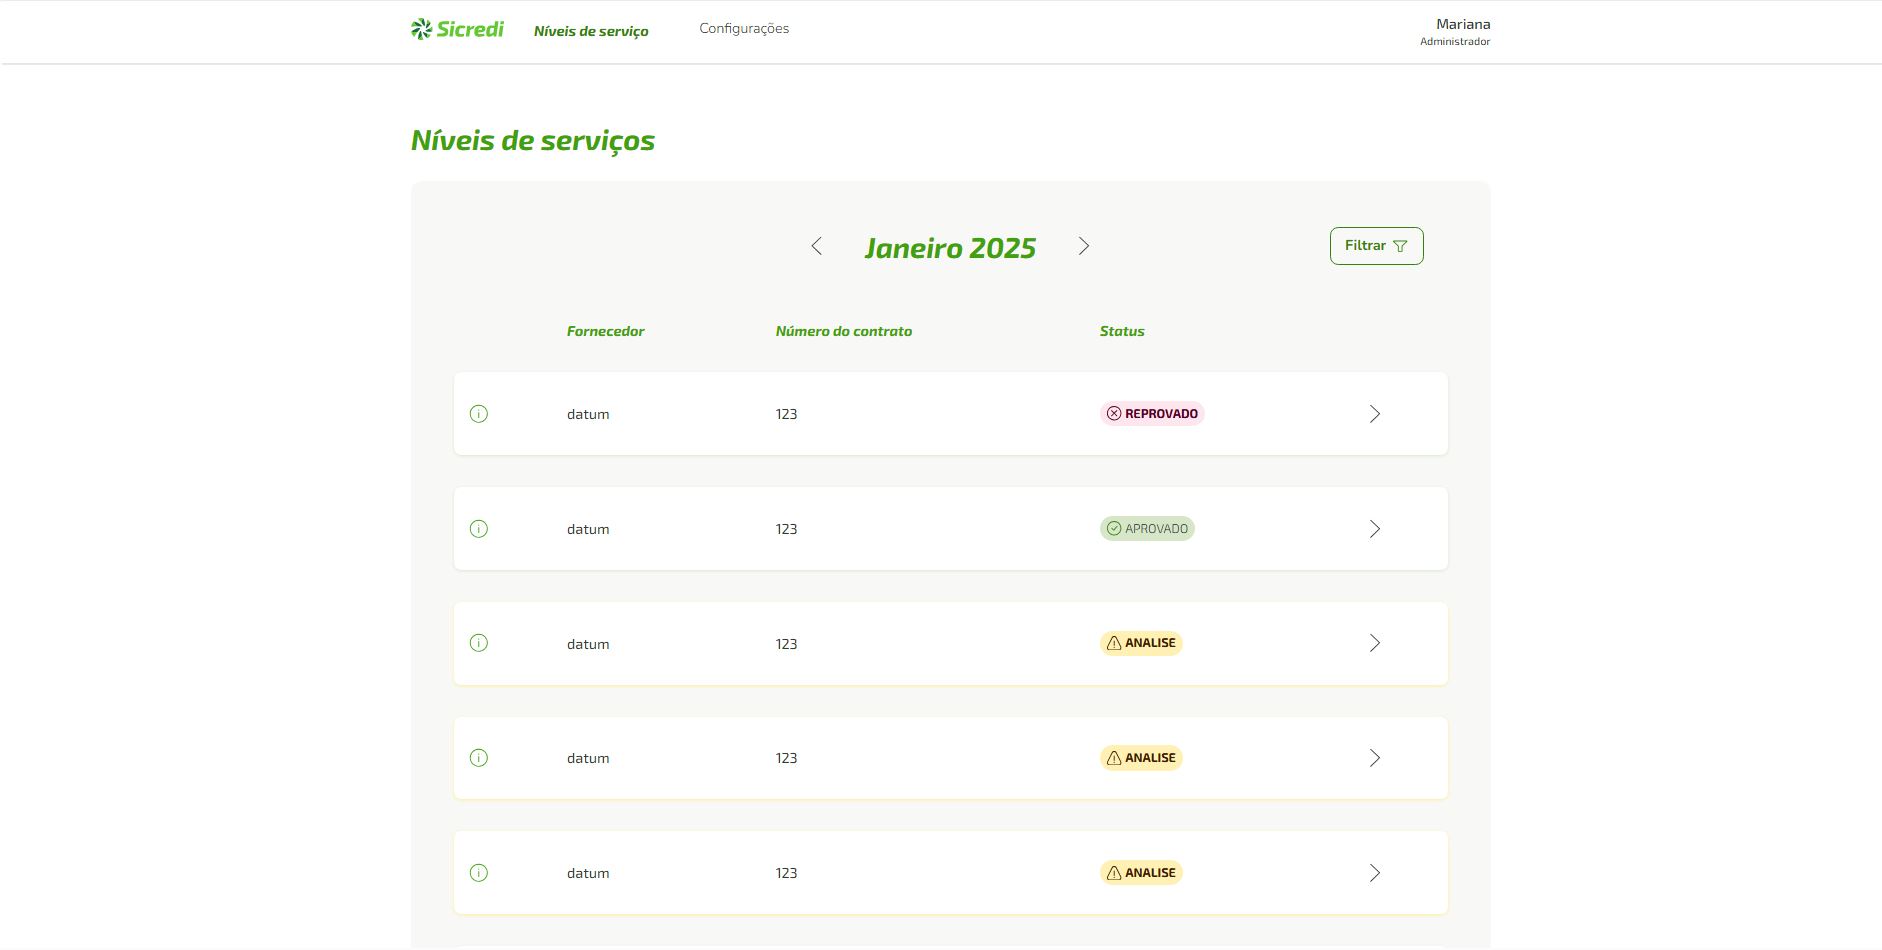 Sicredi Níveis de serviço Configurações Mariana
Administrador
Níveis de serviços
Janeiro 2025 Filtrar
Fornecedor Número do contrato Status
datum 123 REPROVADO
datum 123 APROVADO
datum 123 ANALISE
datum 123 ANALISE
datum 123 ANALISE